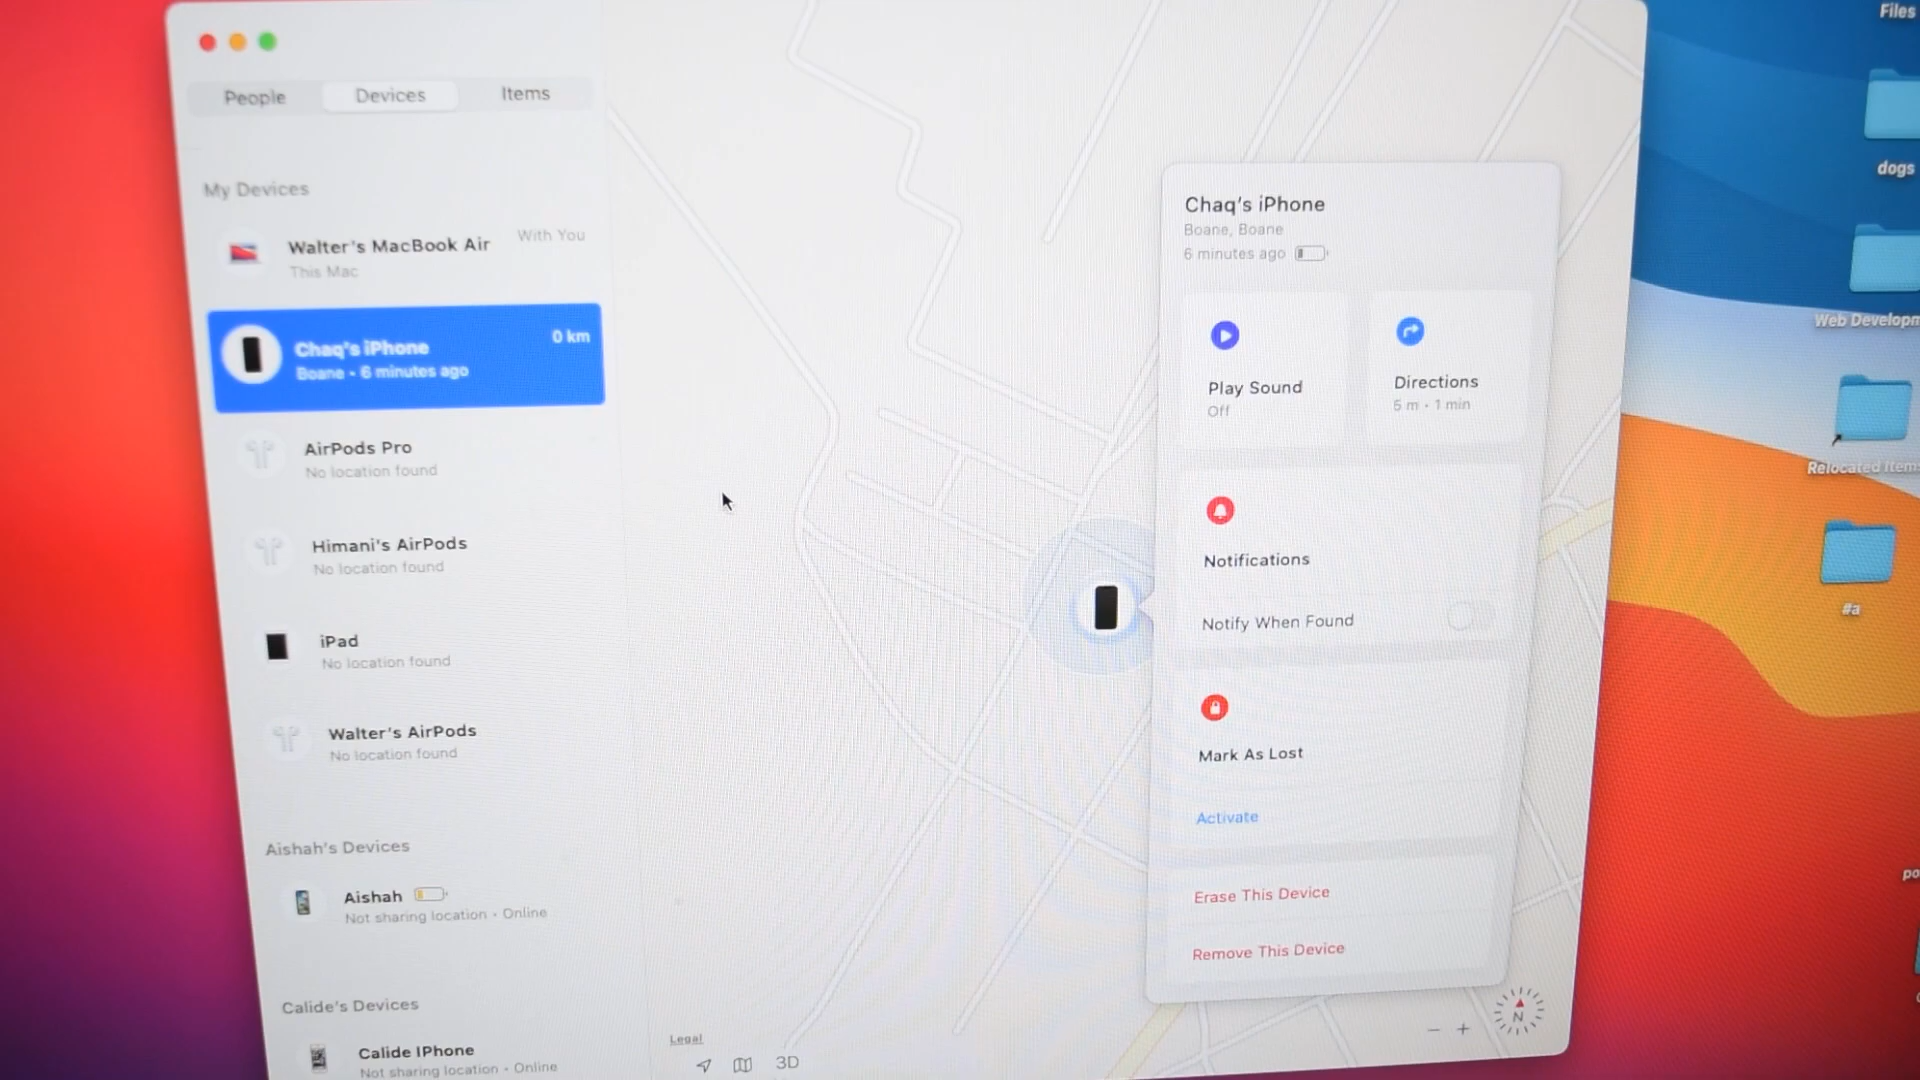 People
Devices
Items
My Devices
Walter's MacBook Air
With You
This Mac
Chaq's iPhone
0 km
Boane • 6 minutes ago
AirPods Pro
No location found
Himani's AirPods
No location found
iPad
No location found
Walter's AirPods
No location found
Aishah's Devices
Aishah
Not sharing location • Online
Calide's Devices
Calide IPhone
Not sharing location • Online
Legal
3D
Chaq's iPhone
Boane, Boane
6 minutes ago
Play Sound
Off
Directions
5 m • 1 min
Notifications
Notify When Found
Mark As Lost
Activate
Erase This Device
Remove This Device
N
Files
dogs
Web Developm
Relocated Items
#a
po